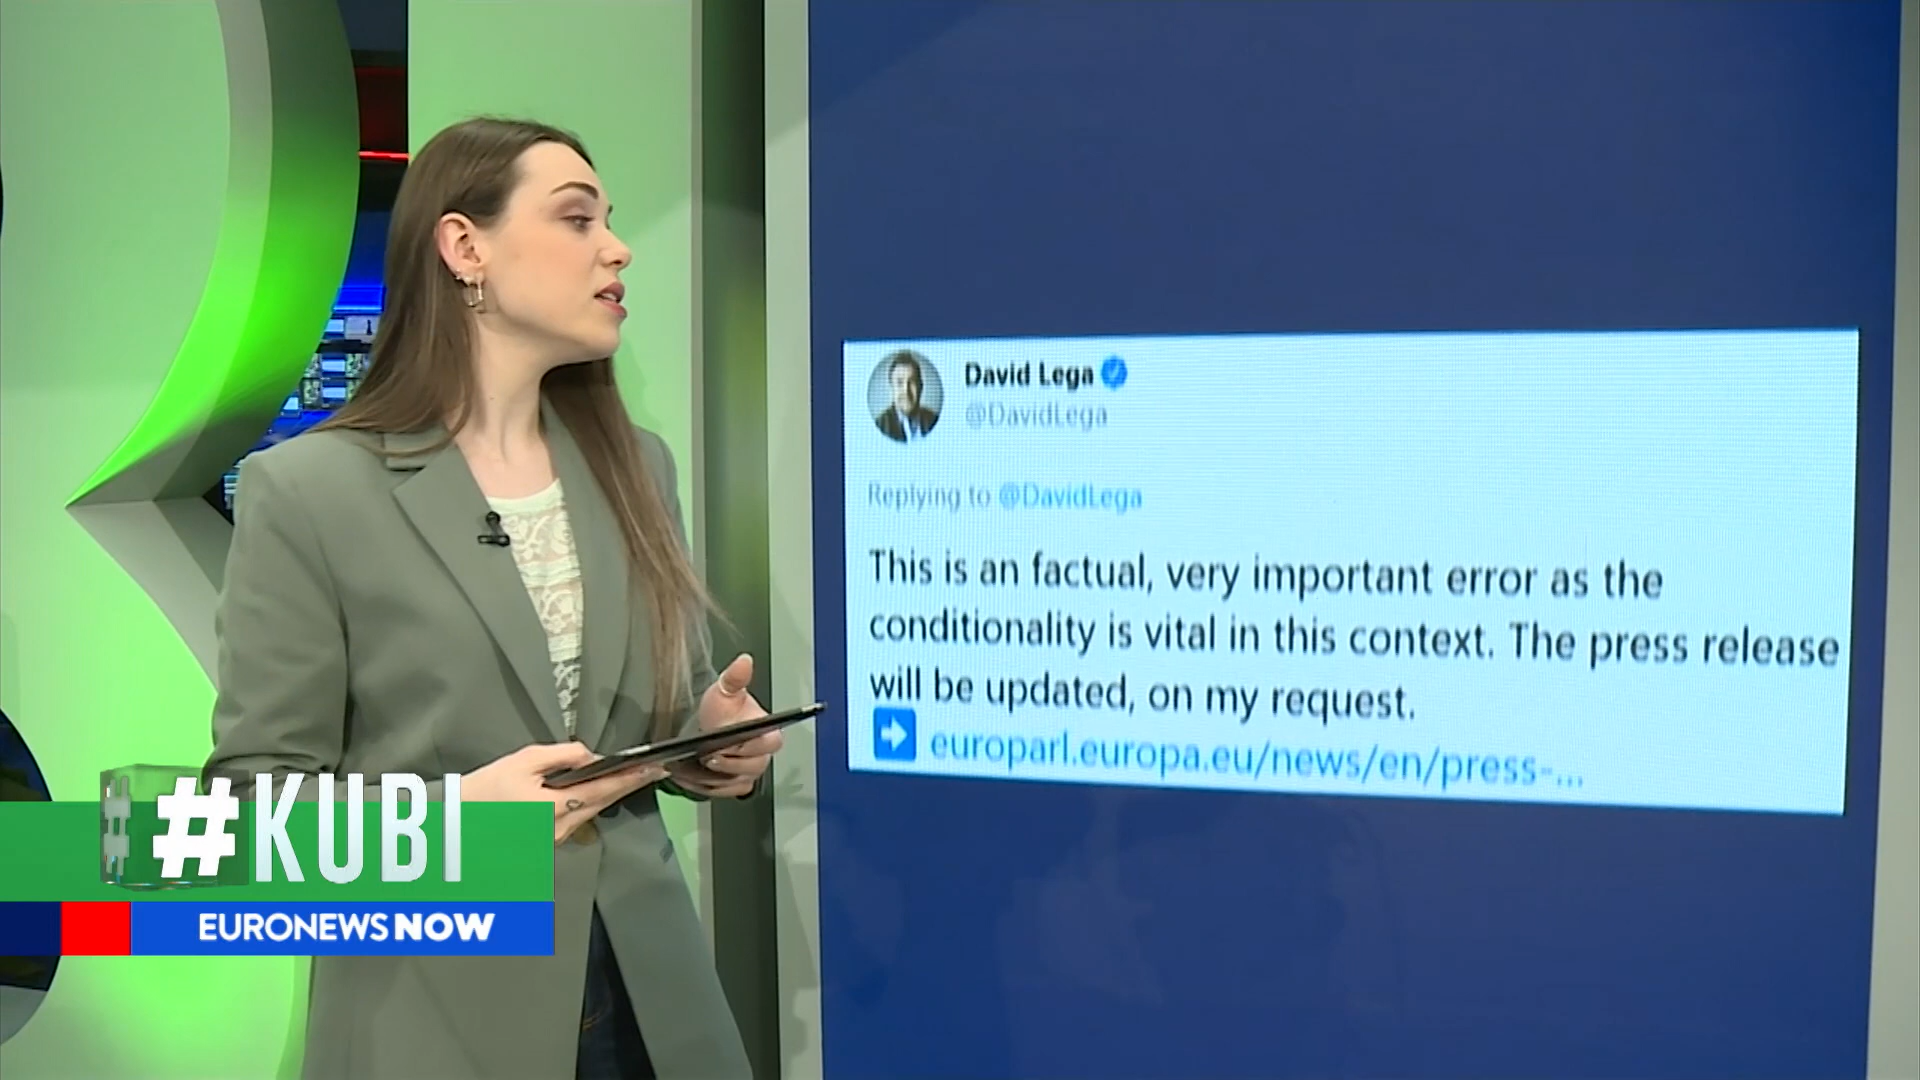 David Lega
@DavidLega
Replying to @DavidLega
This is an factual, very important error as the
conditionality is vital in this context. The press release
will be updated, on my request.
europarl.europa.eu/news/en/press-...
#KUBI
EURONEWS NOW